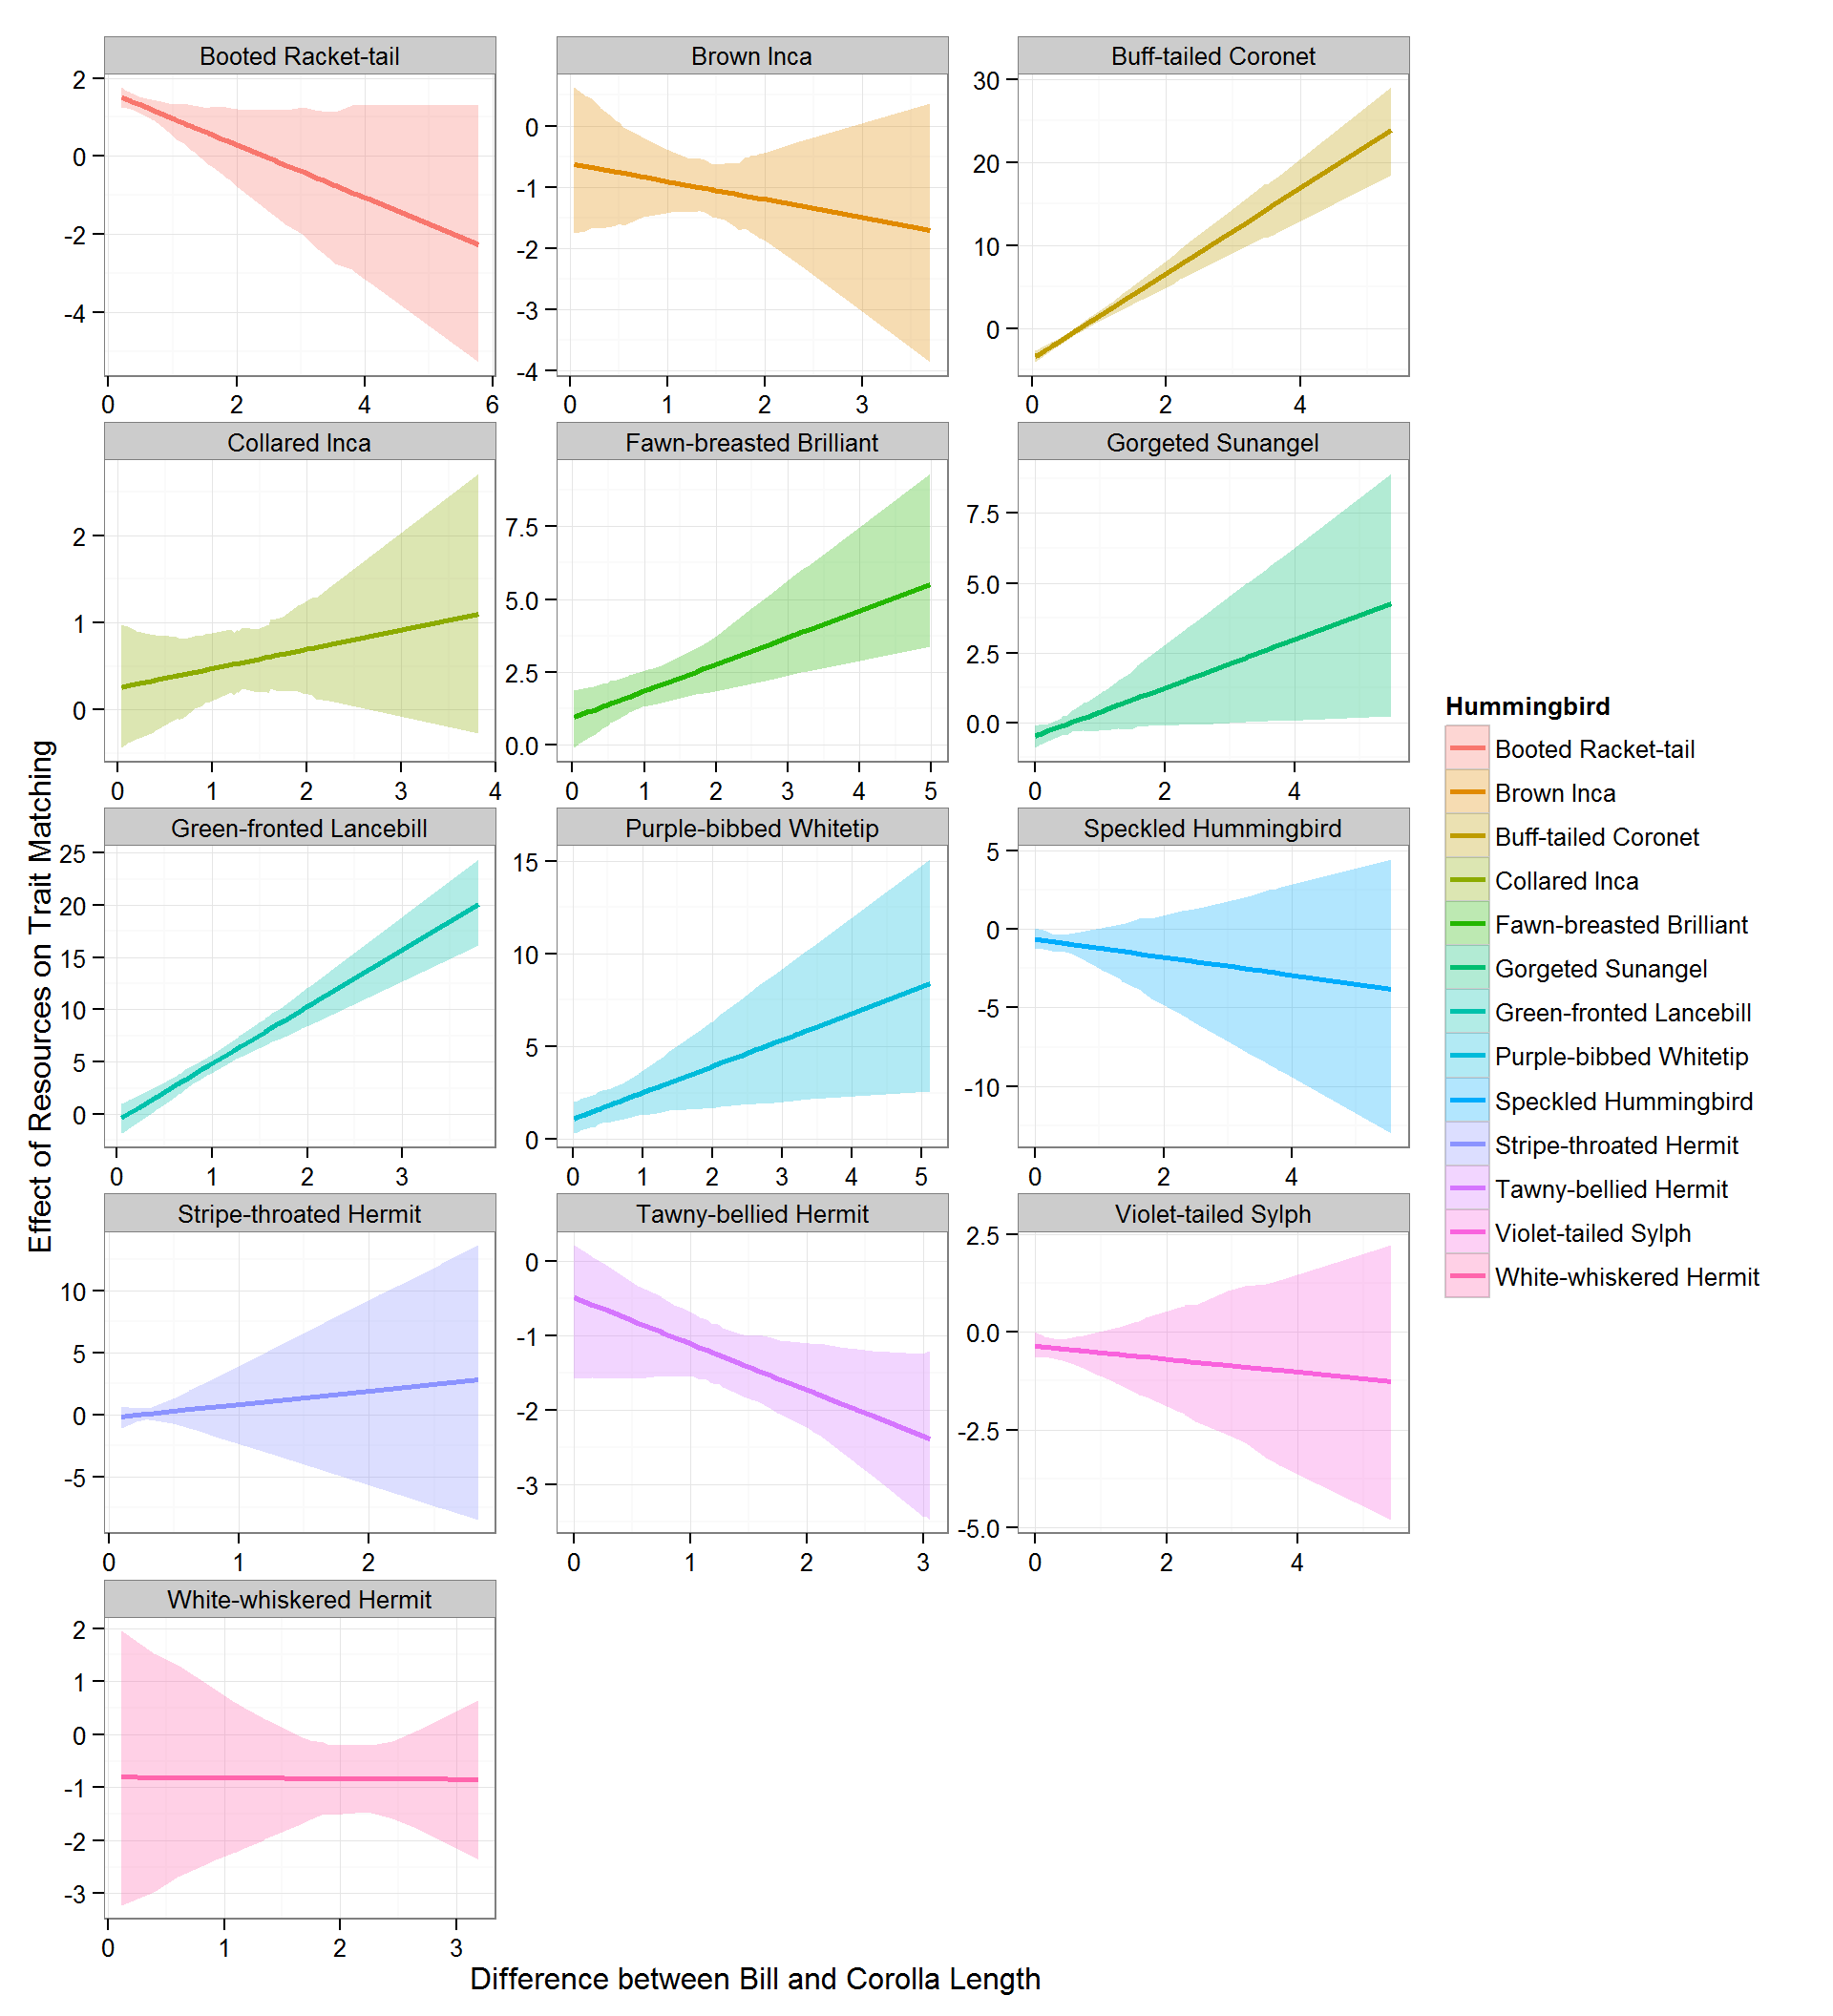 Booted Racket-tail
Brown Inca
Buff-tailed Coronet
2
0
-2
-4
0
-1
-2
-3
-4
30
20
10
0
0 2 4 6
0 1 2 3
0 2 4
Collared Inca
Fawn-breasted Brilliant
Gorgeted Sunangel
2
1
0
7.5
5.0
2.5
0.0
7.5
5.0
2.5
0.0
0 1 2 3 4
0 1 2 3 4 5
0 2 4
Green-fronted Lancebill
Purple-bibbed Whitetip
Speckled Hummingbird
25
20
15
10
5
0
15
10
5
0
5
0
-5
-10
0 1 2 3
0 1 2 3 4 5
0 2 4
Stripe-throated Hermit
Tawny-bellied Hermit
Violet-tailed Sylph
10
5
0
-5
0
-1
-2
-3
2.5
0.0
-2.5
-5.0
0 1 2
0 1 2 3
0 2 4
White-whiskered Hermit
2
1
0
-1
-2
-3
0 1 2 3
Effect of Resources on Trait Matching
Difference between Bill and Corolla Length
Hummingbird
Booted Racket-tail
Brown Inca
Buff-tailed Coronet
Collared Inca
Fawn-breasted Brilliant
Gorgeted Sunangel
Green-fronted Lancebill
Purple-bibbed Whitetip
Speckled Hummingbird
Stripe-throated Hermit
Tawny-bellied Hermit
Violet-tailed Sylph
White-whiskered Hermit